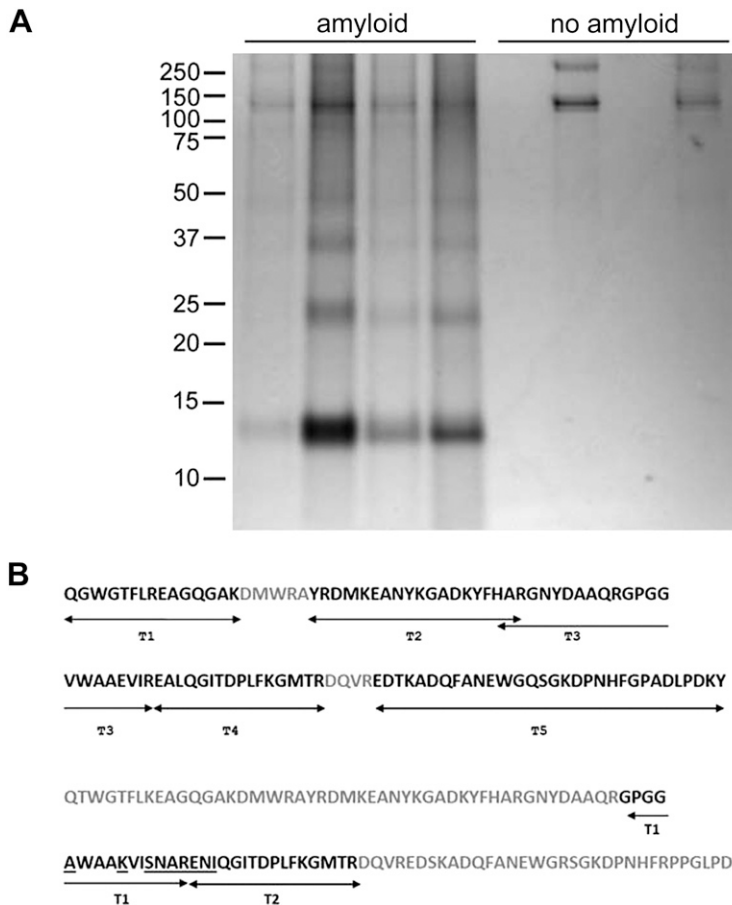 A
amyloid no amyloid
250
150
100
75
50
37
25
20
15
10
B
QGWGTFLREAGQGAKDMWRAYRDMKEANYKGADKYFHARGNYDAAQRGPGG
T1 T2 T3
VWAAEVIREALQGITDPLFKGMTRDQVREDTKADQFANEWGQSGKDPNHFGPADLPDKY
T3 T4 T5
QTWGTFLKEAGQGAKDMWRAYRDMKEANYKGADKYFHARGNYDAAQRGPGG
T1
AWAAKVISNARENIQGITDPLFKGMTRDQVREDSKADQFANEWGRSGKDPNHFRPPGLPD
T1 T2